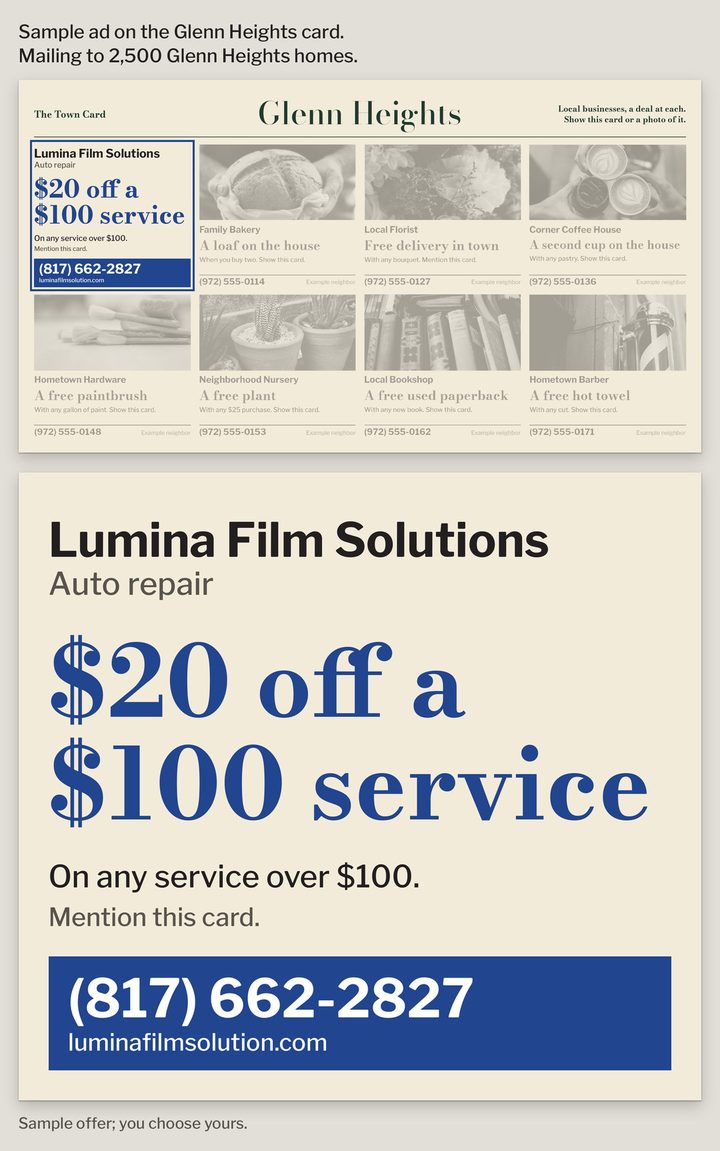 Sample ad on the Glenn Heights card.
Mailing to 2,500 Glenn Heights homes.
The Town Card
Glenn Heights
Local businesses, a deal at each.
Show this card or a photo of it.
Lumina Film Solutions
Auto repair
$20 off a
$100 service
On any service over $100.
Mention this card.
(817) 662-2827
luminafilmsolution.com
Family Bakery
A loaf on the house
When you buy two. Show this card.
(972) 555-0114
Local Florist
Free delivery in town
With any bouquet. Mention this card.
(972) 555-0127
Corner Coffee House
A second cup on the house
With any pastry. Show this card.
(972) 555-0136
Hometown Hardware
A free paintbrush
With any gallon of paint. Show this card.
(972) 555-0148
Example neighbor
Neighborhood Nursery
A free plant
With any $25 purchase. Show this card.
(972) 555-0153
Example neighbor
Local Bookshop
A free used paperback
With any new book. Show this card.
(972) 555-0162
Example neighbor
Hometown Barber
A free hot towel
With any cut. Show this card.
(972) 555-0171
Example neighbor
Lumina Film Solutions
Auto repair
$20 off a
$100 service
On any service over $100.
Mention this card.
(817) 662-2827
luminafilmsolution.com
Sample offer; you choose yours.